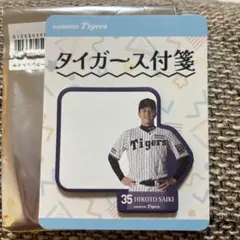 HANSHIN Tigers
タイガース付箋
Tigers
35 HIROTO SAIKI
HANSHIN Tigers